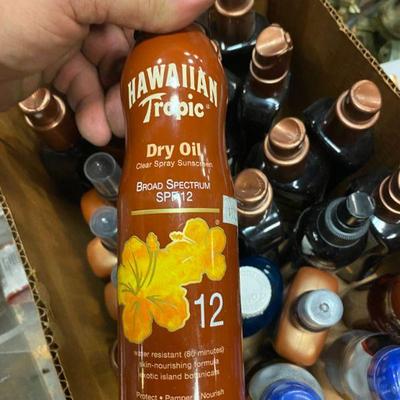 HAWAIIAN
Tropic®
Dry Oil
Clear Spray Sunscreen
BROAD SPECTRUM
SPF 12
®
12
water resistant (80 minutes)
skin-nourishing formula
exotic island botanicals
Protect • Pamper • Nourish